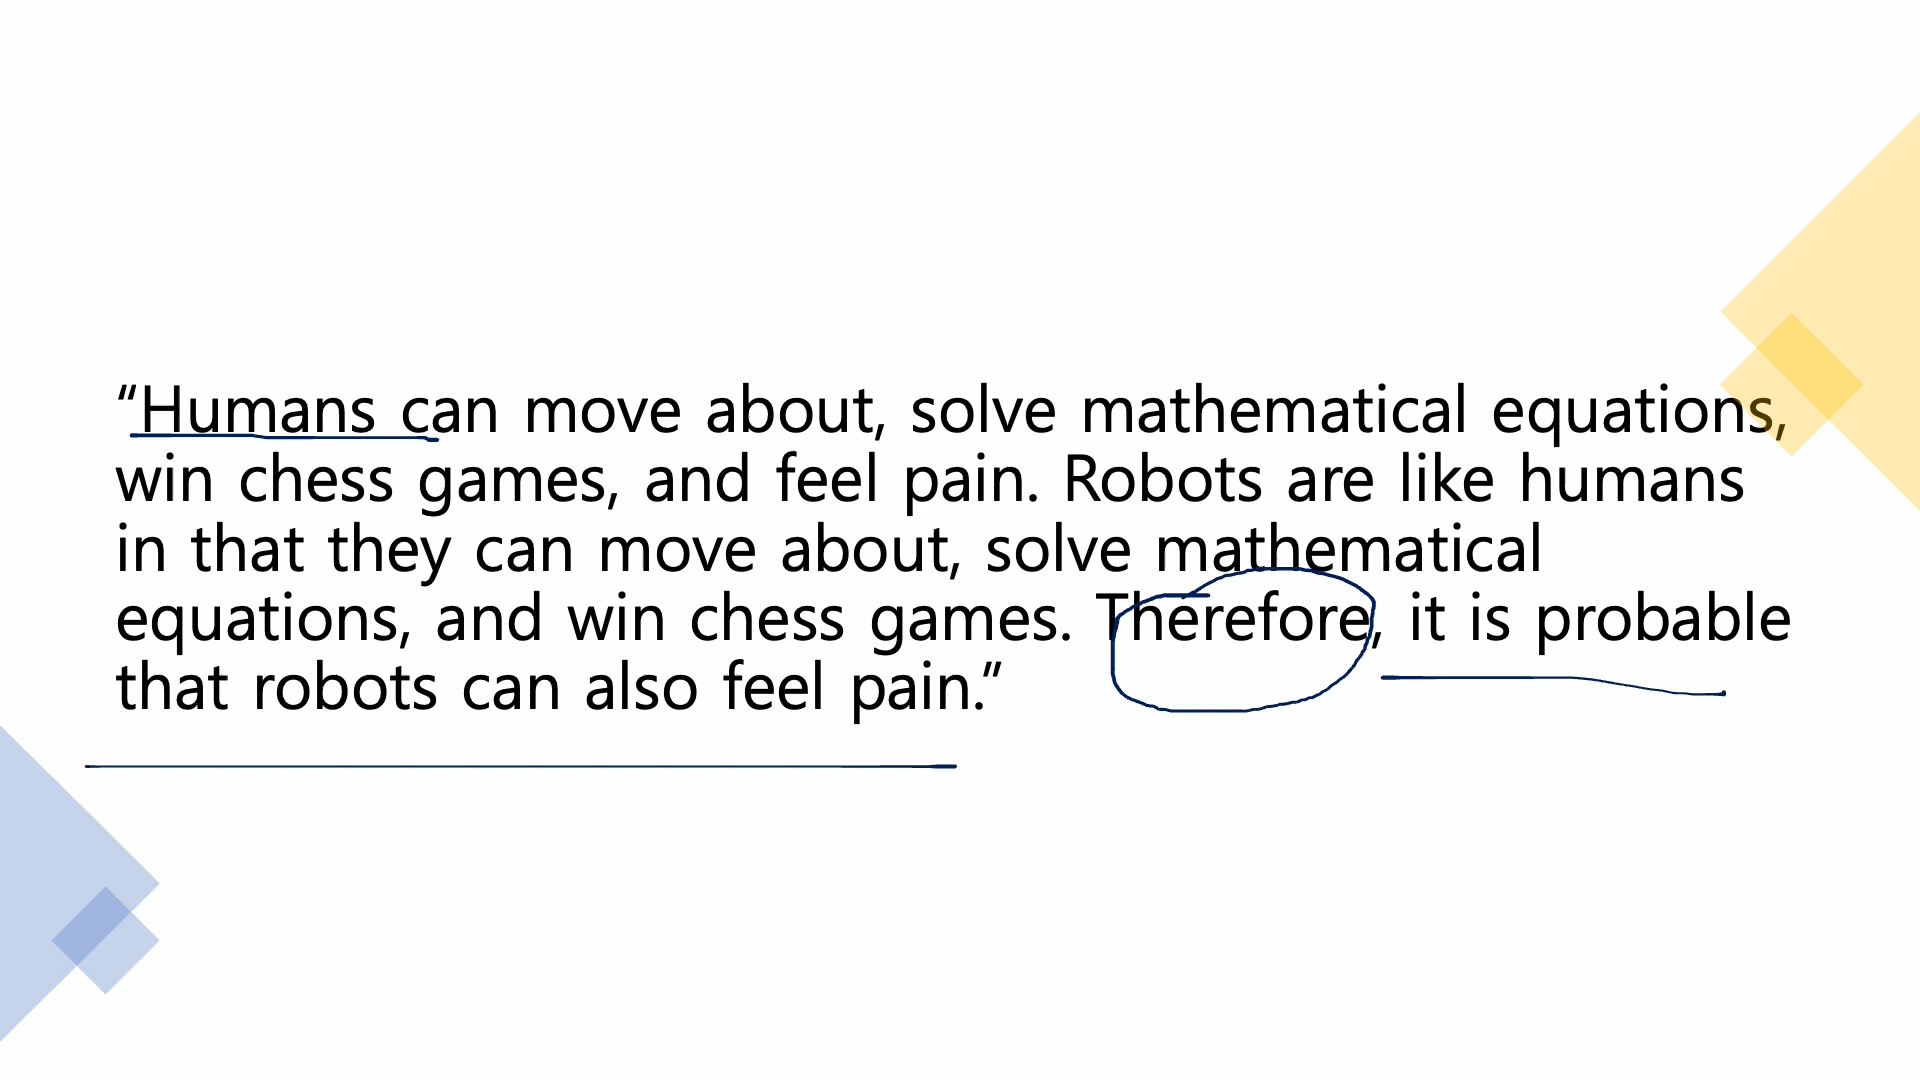 “Humans can move about, solve mathematical equations,
win chess games, and feel pain. Robots are like humans
in that they can move about, solve mathematical
equations, and win chess games. Therefore, it is probable
that robots can also feel pain.”